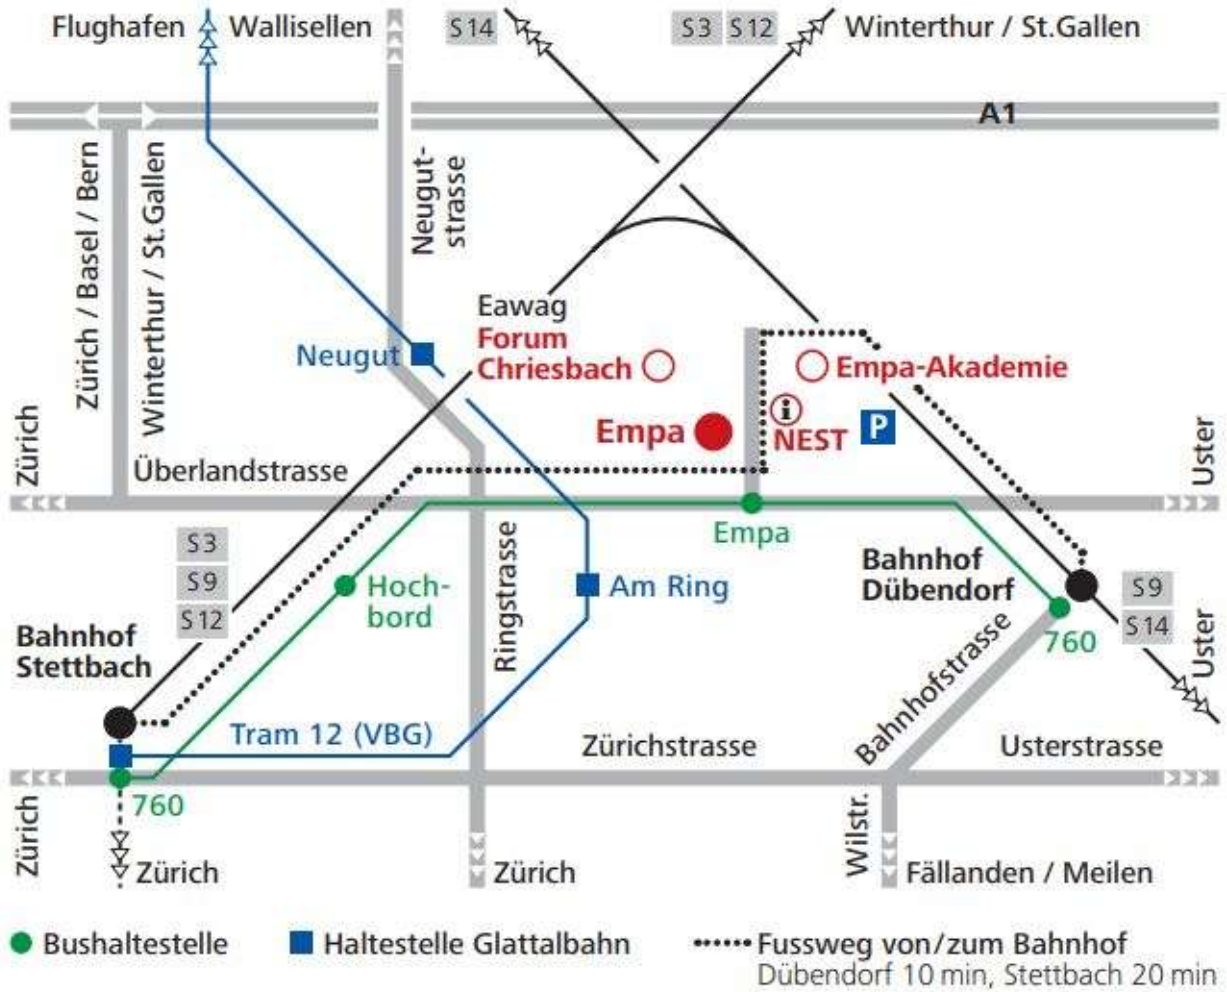 Flughafen
Wallisellen
S14
S3
S12
Winterthur / St.Gallen
A1
Zürich / Basel / Bern
Winterthur / St.Gallen
Neugut-
strasse
Eawag
Forum
Chriesbach
Neugut
Empa-Akademie
Empa
i
NEST
P
Zürich
Überlandstrasse
Uster
Empa
S3
S9
S12
Hoch-
bord
Ringstrasse
Am Ring
Bahnhof
Dübendorf
S9
S14
760
Uster
Bahnhof
Stettbach
Bahnhofstrasse
Tram 12 (VBG)
Zürichstrasse
Usterstrasse
760
Zürich
Zürich
Zürich
Wilstr.
Fällanden / Meilen
Bushaltestelle
Haltestelle Glattalbahn
Fussweg von/zum Bahnhof
Dübendorf 10 min, Stettbach 20 min